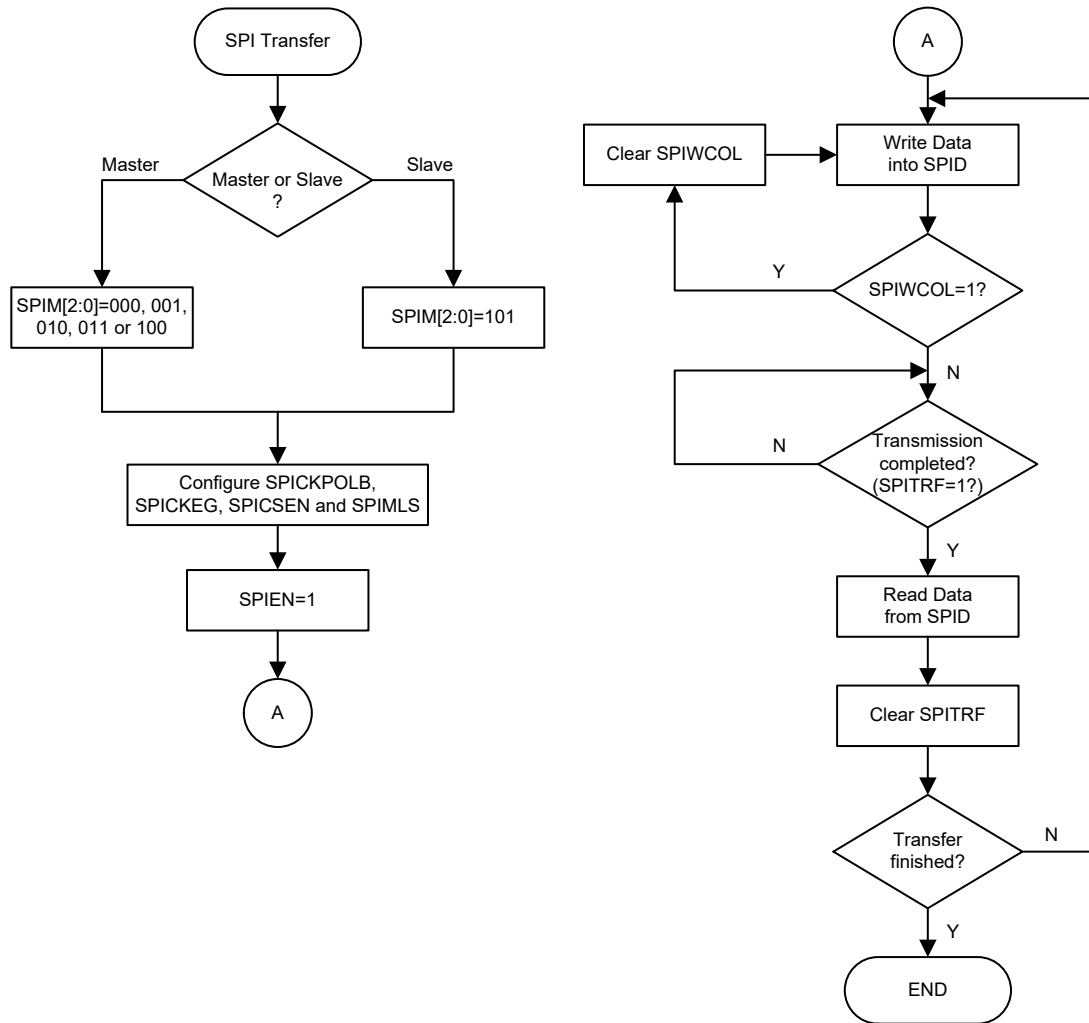 SPI Transfer
Master or Slave
?
Master
Slave
SPIM[2:0]=000, 001,
010, 011 or 100
SPIM[2:0]=101
Configure SPICKPOLB,
SPICKEG, SPICSEN and SPIMLS
SPIEN=1
A
A
Write Data
into SPID
Clear SPIWCOL
SPIWCOL=1?
Y
N
Transmission
completed?
(SPITRF=1?)
N
Y
Read Data
from SPID
Clear SPITRF
Transfer
finished?
N
Y
END